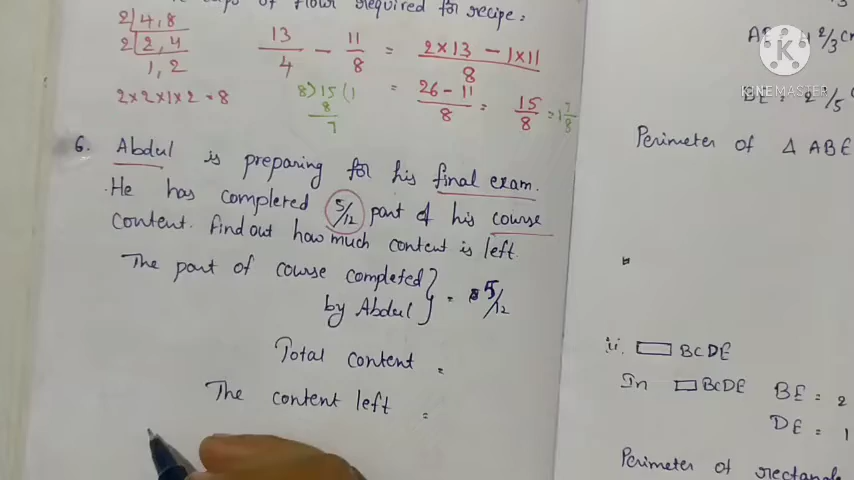 of flour required for recipe:
2 | 4, 8
2 | 2, 4
1, 2
2×2×1×2 = 8
13/4 - 11/8 = 2×13 - 1×11 / 8
= 26 - 11 / 8 = 15/8 = 1 7/8
8) 15 (1
8
7
6. Abdul is preparing for his final exam.
He has completed 5/12 part of his course
content. Find out how much content is left.
The part of course completed
by Abdul } = 5/12
Total content =
The content left =
KINEMASTER
Perimeter of Δ ABE
ii. ▭ BCDE
In ▭ BCDE BE = 2
DE = 1
Perimeter of rectangle